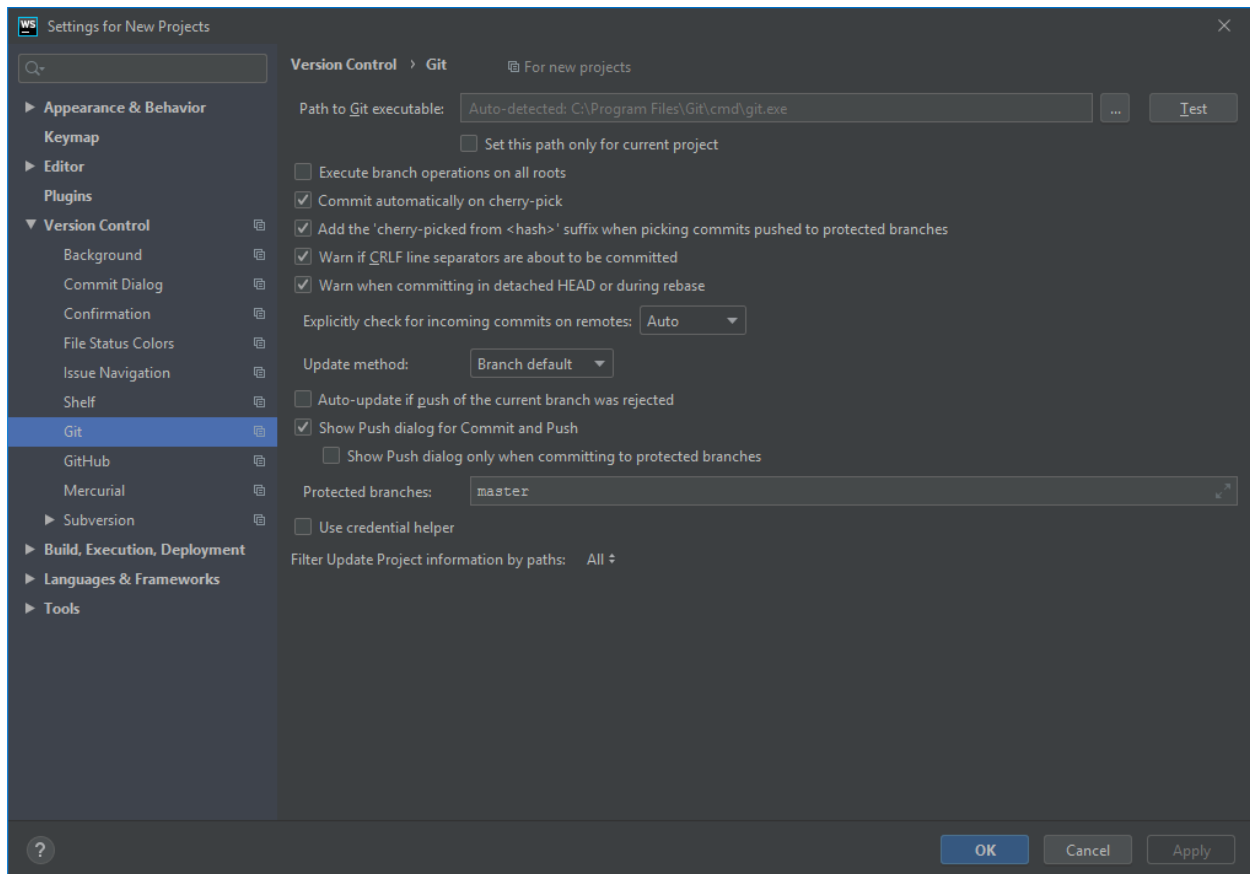 WS Settings for New Projects
Appearance & Behavior
Keymap
Editor
Plugins
Version Control
Background
Commit Dialog
Confirmation
File Status Colors
Issue Navigation
Shelf
Git
GitHub
Mercurial
Subversion
Build, Execution, Deployment
Languages & Frameworks
Tools
Version Control › Git For new projects
Path to Git executable: Auto-detected: C:\Program Files\Git\cmd\git.exe ... Test
Set this path only for current project
Execute branch operations on all roots
Commit automatically on cherry-pick
Add the 'cherry-picked from <hash>' suffix when picking commits pushed to protected branches
Warn if CRLF line separators are about to be committed
Warn when committing in detached HEAD or during rebase
Explicitly check for incoming commits on remotes: Auto
Update method: Branch default
Auto-update if push of the current branch was rejected
Show Push dialog for Commit and Push
Show Push dialog only when committing to protected branches
Protected branches: master
Use credential helper
Filter Update Project information by paths: All
? OK Cancel Apply